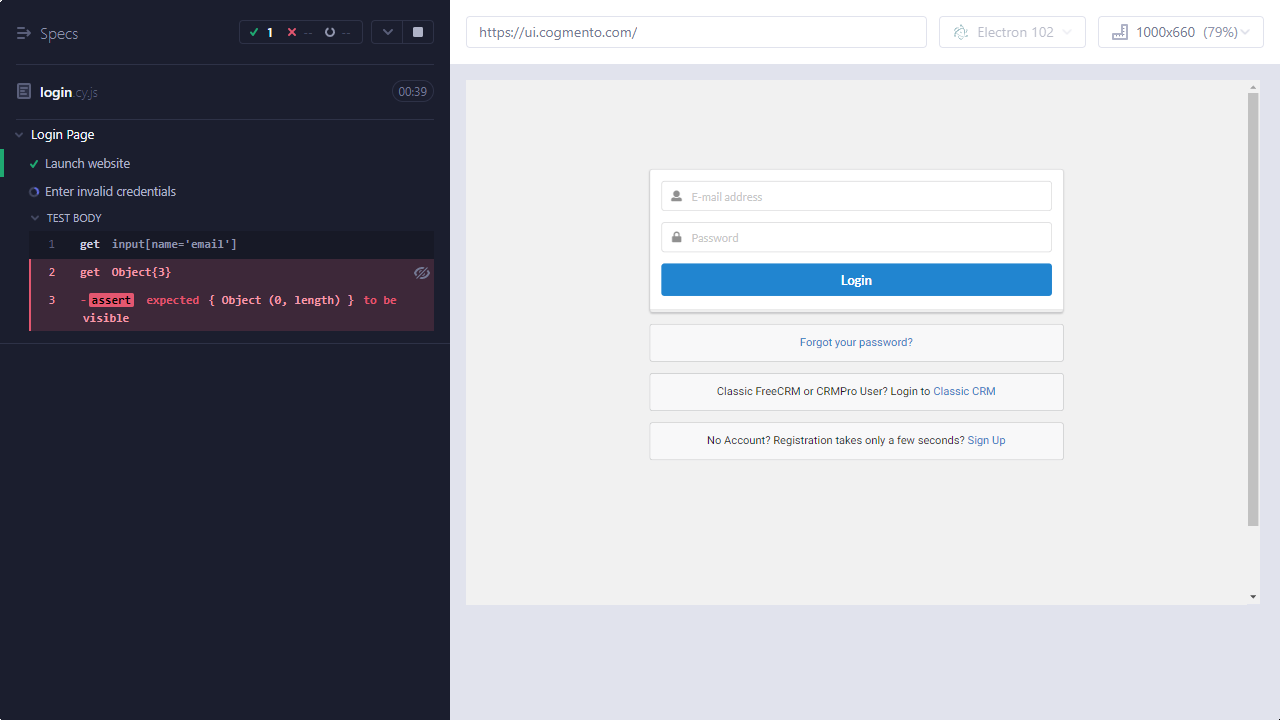 Specs
1 -- --
login.cy.js
00:39
Login Page
Launch website
Enter invalid credentials
TEST BODY
1 get input[name='email']
2 get Object{3}
3 -assert expected { Object (0, length) } to be
visible
https://ui.cogmento.com/
Electron 102
1000x660 (79%)
E-mail address
Password
Login
Forgot your password?
Classic FreeCRM or CRMPro User? Login to Classic CRM
No Account? Registration takes only a few seconds? Sign Up